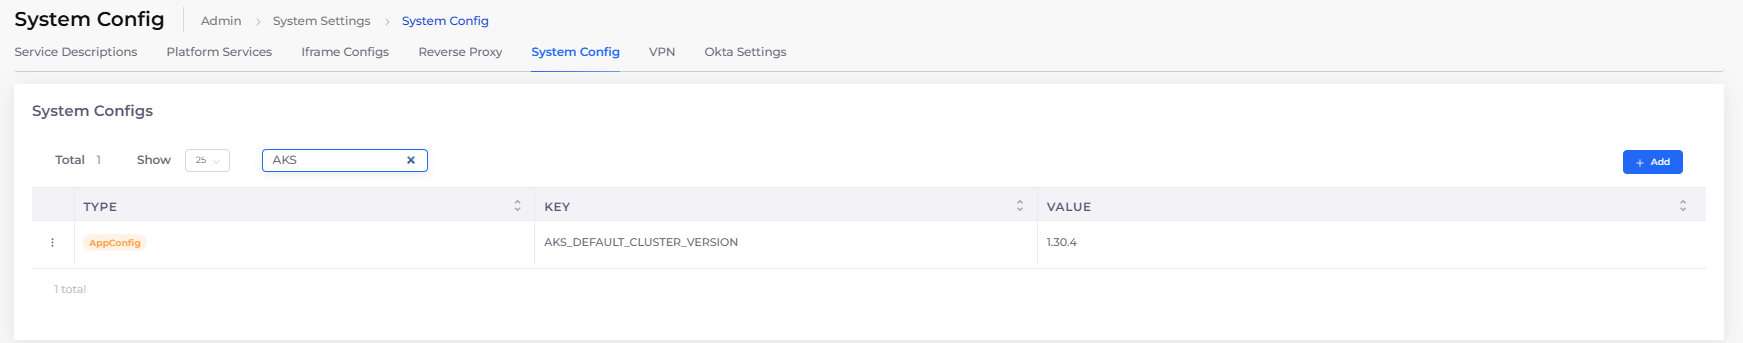 System Config Admin System Settings System Config
Service Descriptions Platform Services Iframe Configs Reverse Proxy System Config VPN Okta Settings
System Configs
Total 1 Show 25 AKS Add
TYPE KEY VALUE
AppConfig AKS_DEFAULT_CLUSTER_VERSION 1.30.4
1 total